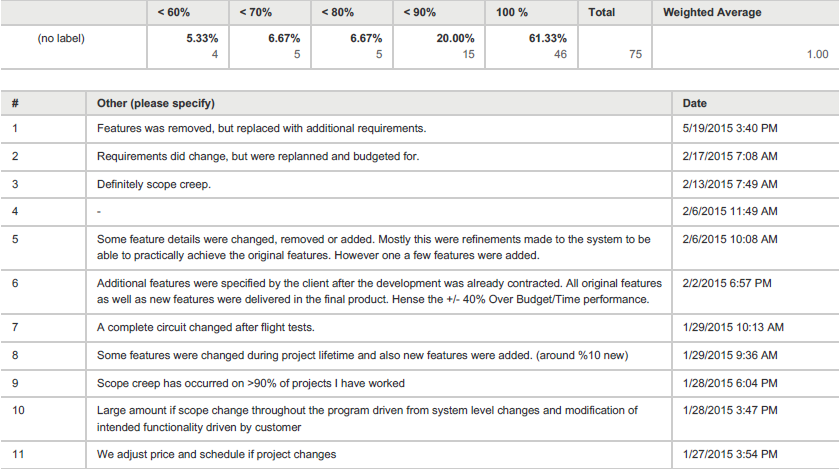 < 60% < 70% < 80% < 90% 100 % Total Weighted Average
(no label) 5.33% 6.67% 6.67% 20.00% 61.33%
4 5 5 15 46 75 1.00
# Other (please specify) Date
1 Features was removed, but replaced with additional requirements. 5/19/2015 3:40 PM
2 Requirements did change, but were replanned and budgeted for. 2/17/2015 7:08 AM
3 Definitely scope creep. 2/13/2015 7:49 AM
4 - 2/6/2015 11:49 AM
5 Some feature details were changed, removed or added. Mostly this were refinements made to the system to be 2/6/2015 10:08 AM
able to practically achieve the original features. However one a few features were added.
6 Additional features were specified by the client after the development was already contracted. All original features 2/2/2015 6:57 PM
as well as new features were delivered in the final product. Hense the +/- 40% Over Budget/Time performance.
7 A complete circuit changed after flight tests. 1/29/2015 10:13 AM
8 Some features were changed during project lifetime and also new features were added. (around %10 new) 1/29/2015 9:36 AM
9 Scope creep has occurred on >90% of projects I have worked 1/28/2015 6:04 PM
10 Large amount if scope change throughout the program driven from system level changes and modification of 1/28/2015 3:47 PM
intended functionality driven by customer
11 We adjust price and schedule if project changes 1/27/2015 3:54 PM